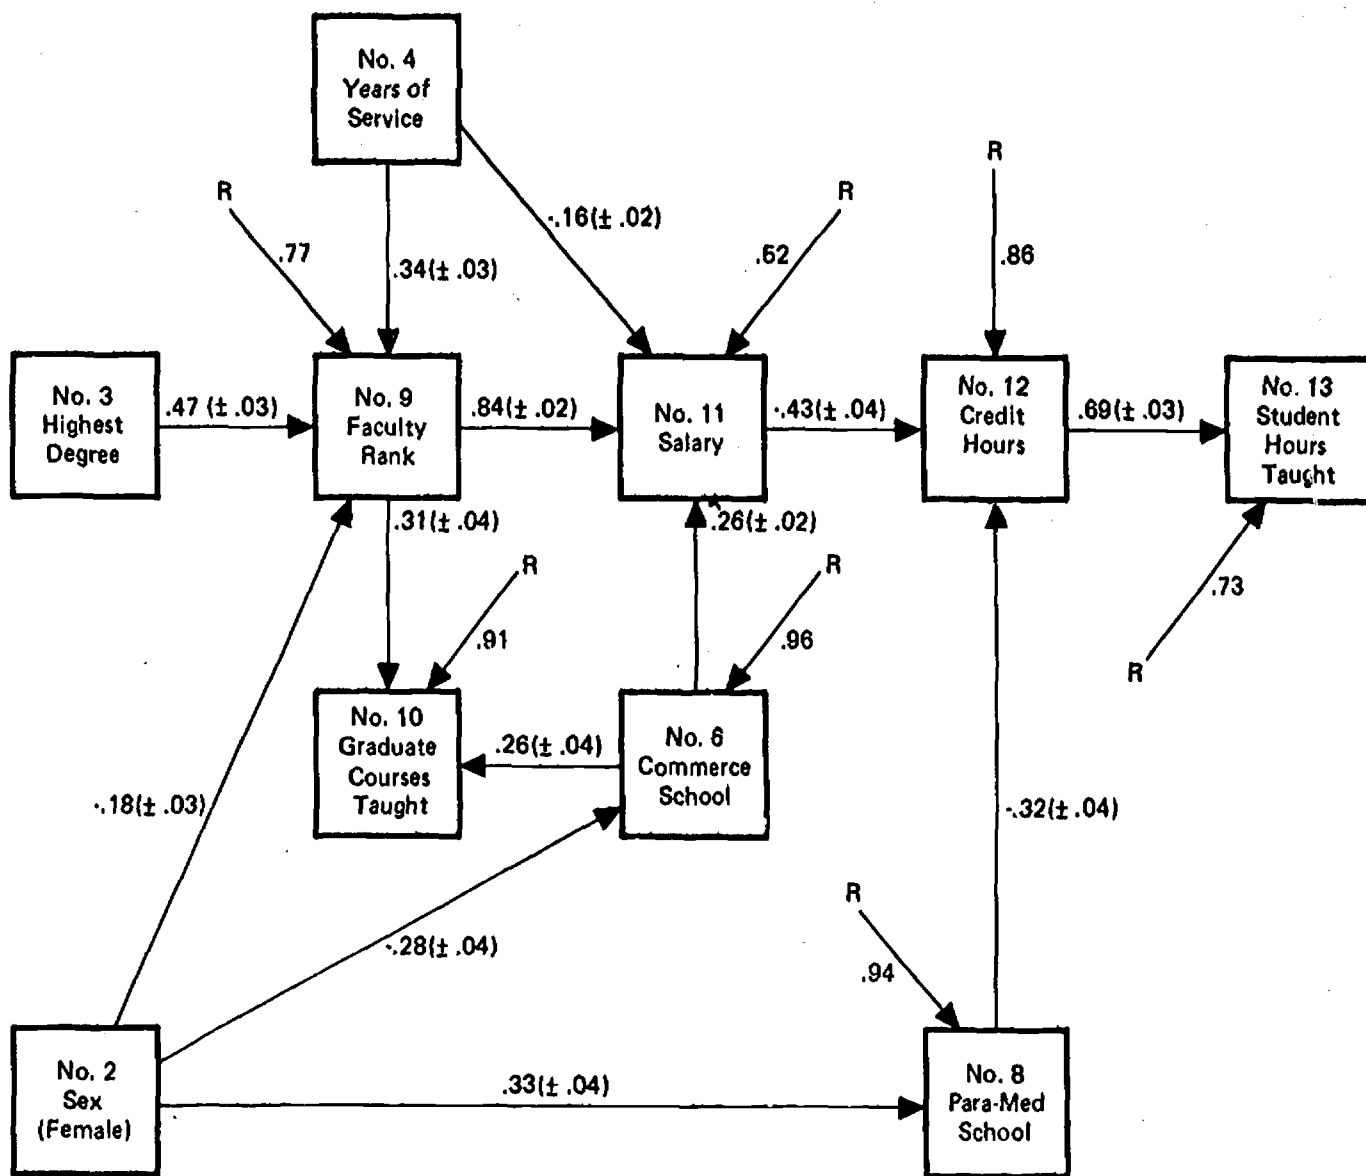 No. 4
Years of
Service
R
R
R
-.16(± .02)
.77
.34(± .03)
.52
.86
No. 3
Highest
Degree
.47 (± .03)
No. 9
Faculty
Rank
.84(± .02)
No. 11
Salary
-.43(± .04)
No. 12
Credit
Hours
.69(± .03)
No. 13
Student
Hours
Taught
.31(± .04)
.26(± .02)
R
R
.91
.96
.73
R
No. 10
Graduate
Courses
Taught
.26(± .04)
No. 6
Commerce
School
-.18(± .03)
-.32(± .04)
R
-.28(± .04)
.94
No. 2
Sex
(Female)
.33(± .04)
No. 8
Para-Med
School